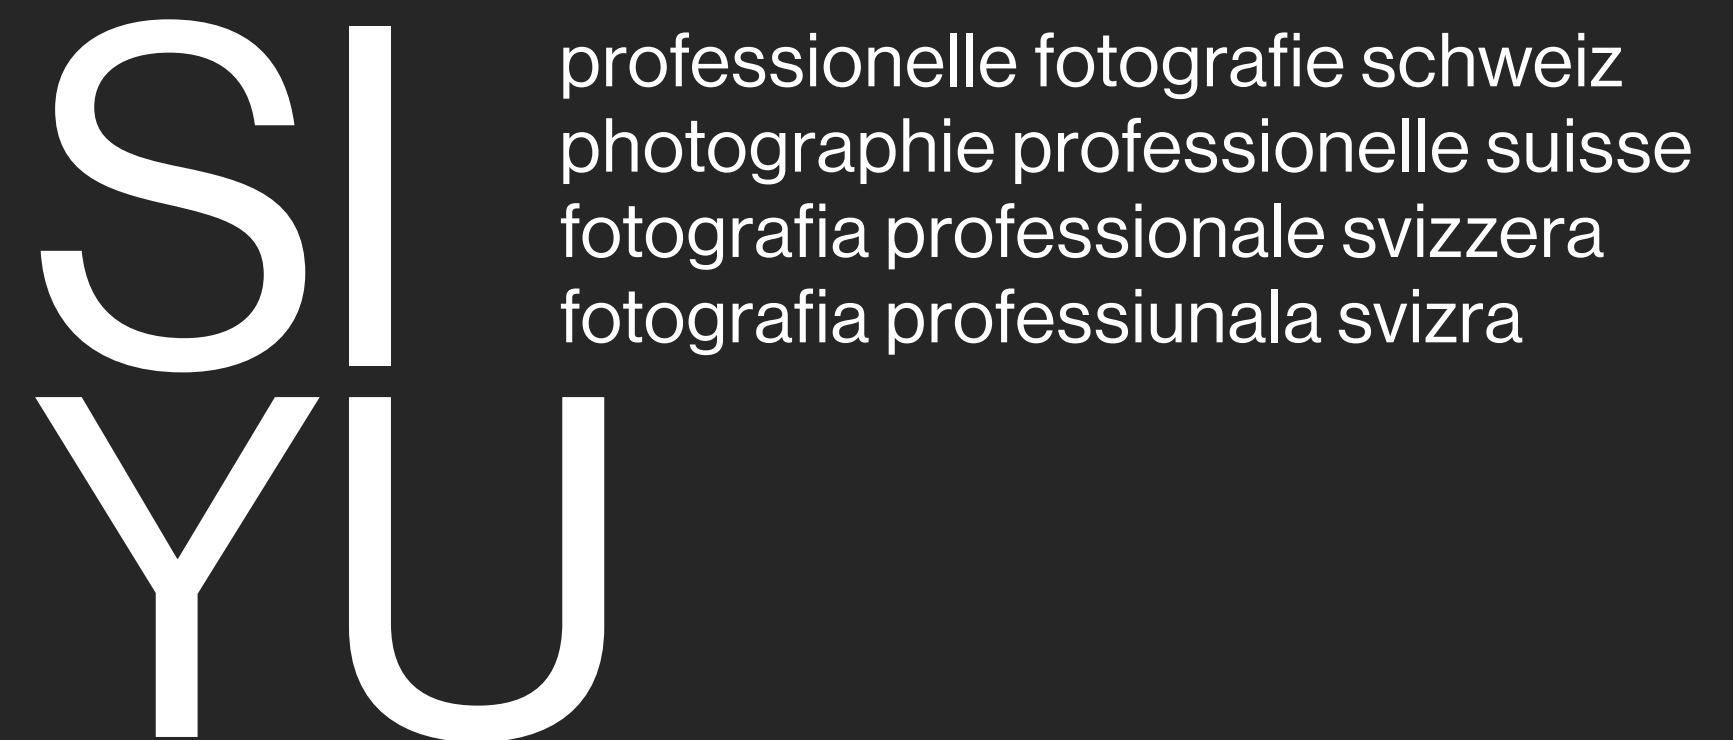 SI
YU
professionelle fotografie schweiz
photographie professionelle suisse
fotografia professionale svizzera
fotografia professiunala svizra